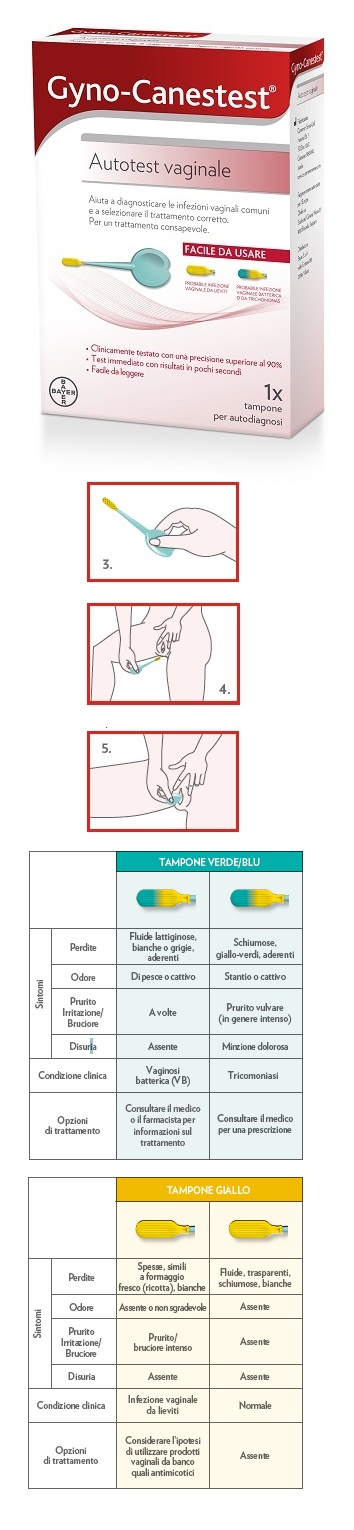 Gyno-Canestest®
Autotest vaginale
Aiuta a diagnosticare le infezioni vaginali comuni
e a selezionare il trattamento corretto.
Per un trattamento consapevole.
FACILE DA USARE
PROBABILE INFEZIONE
VAGINALE DA LIEVITI
PROBABILE INFEZIONE
VAGINALE BATTERICA
O DA TRICHOMONAS
• Clinicamente testato con una precisione superiore al 90%
• Test immediato con risultati in pochi secondi
• Facile da leggere
BAYER
BAYER
1x
tampone
per autodiagnosi
Gyno-Canestest®
Autotest vaginale
3.
4.
5.
TAMPONE VERDE/BLU
Sintomi
Perdite
Fluide lattiginose,
bianche o grigie,
aderenti
Schiumose,
giallo-verdi, aderenti
Odore
Di pesce o cattivo
Stantio o cattivo
Prurito
Irritazione/
Bruciore
A volte
Prurito vulvare
(in genere intenso)
Disuria
Assente
Minzione dolorosa
Condizione clinica
Vaginosi
batterica (VB)
Tricomoniasi
Opzioni
di trattamento
Consultare il medico
o il farmacista per
informazioni sul
trattamento
Consultare il medico
per una prescrizione
TAMPONE GIALLO
Sintomi
Perdite
Spesse, simili
a formaggio
fresco (ricotta), bianche
Fluide, trasparenti,
schiumose, bianche
Odore
Assente o non sgradevole
Assente
Prurito
Irritazione/
Bruciore
Prurito/
bruciore intenso
Assente
Disuria
Assente
Assente
Condizione clinica
Infezione vaginale
da lieviti
Normale
Opzioni
di trattamento
Considerare l'ipotesi
di utilizzare prodotti
vaginali da banco
quali antimicotici
Assente